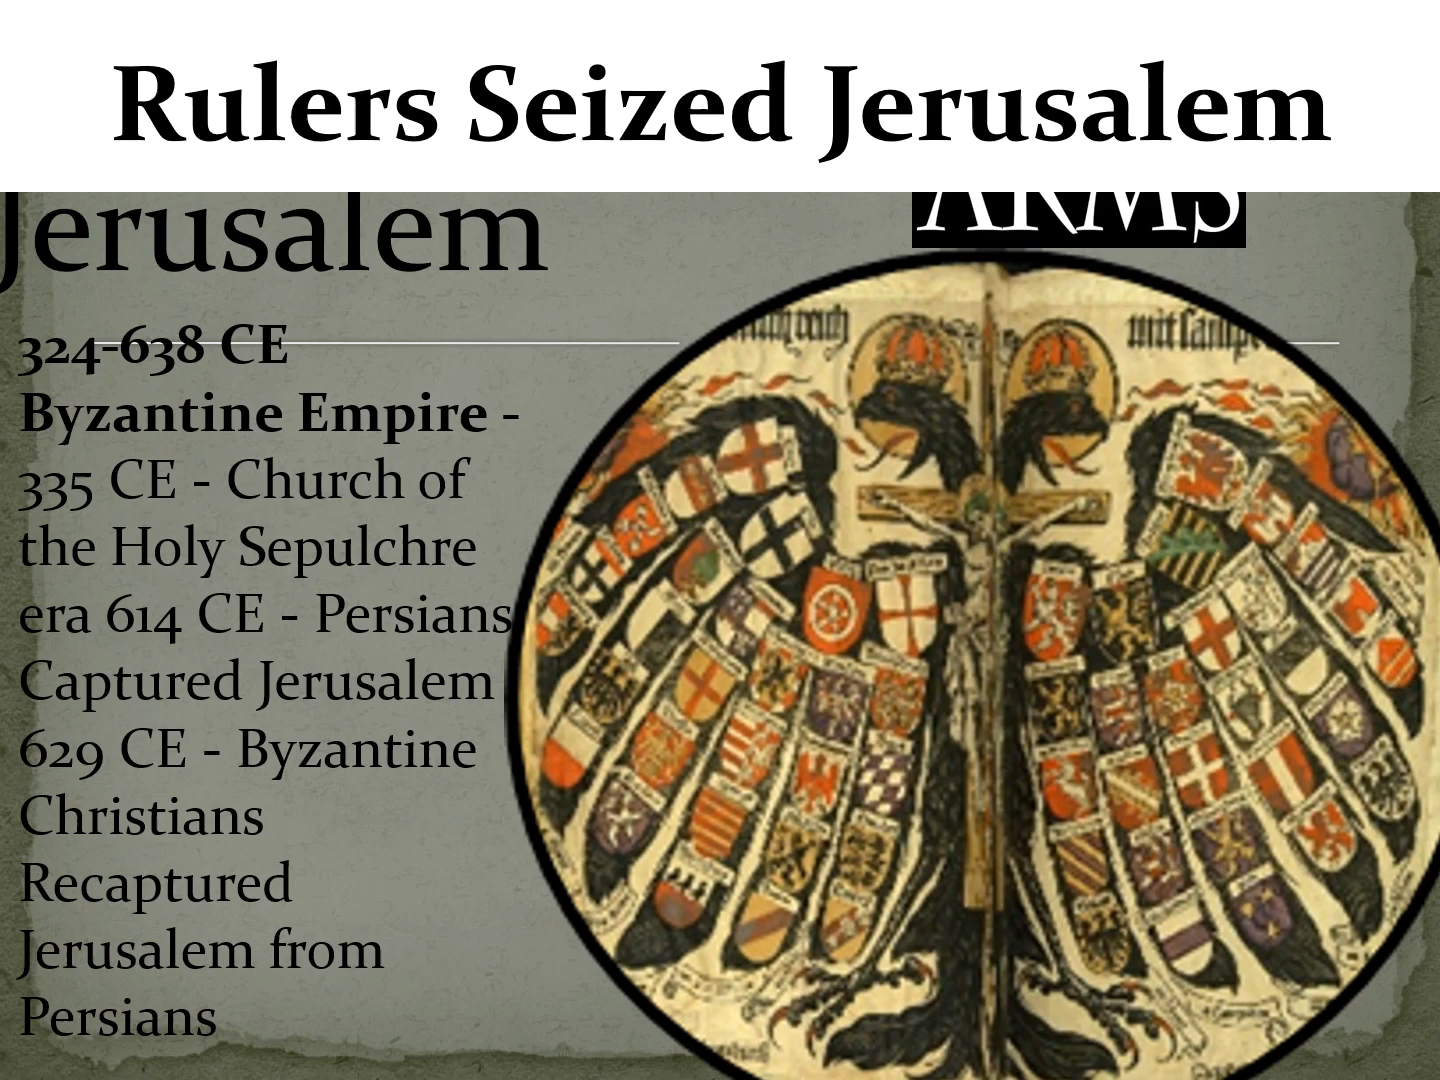 Rulers Seized Jerusalem
Jerusalem
ARMS
324-638 CE
Byzantine Empire -
335 CE - Church of
the Holy Sepulchre
era 614 CE - Persians
Captured Jerusalem
629 CE - Byzantine
Christians
Recaptured
Jerusalem from
Persians